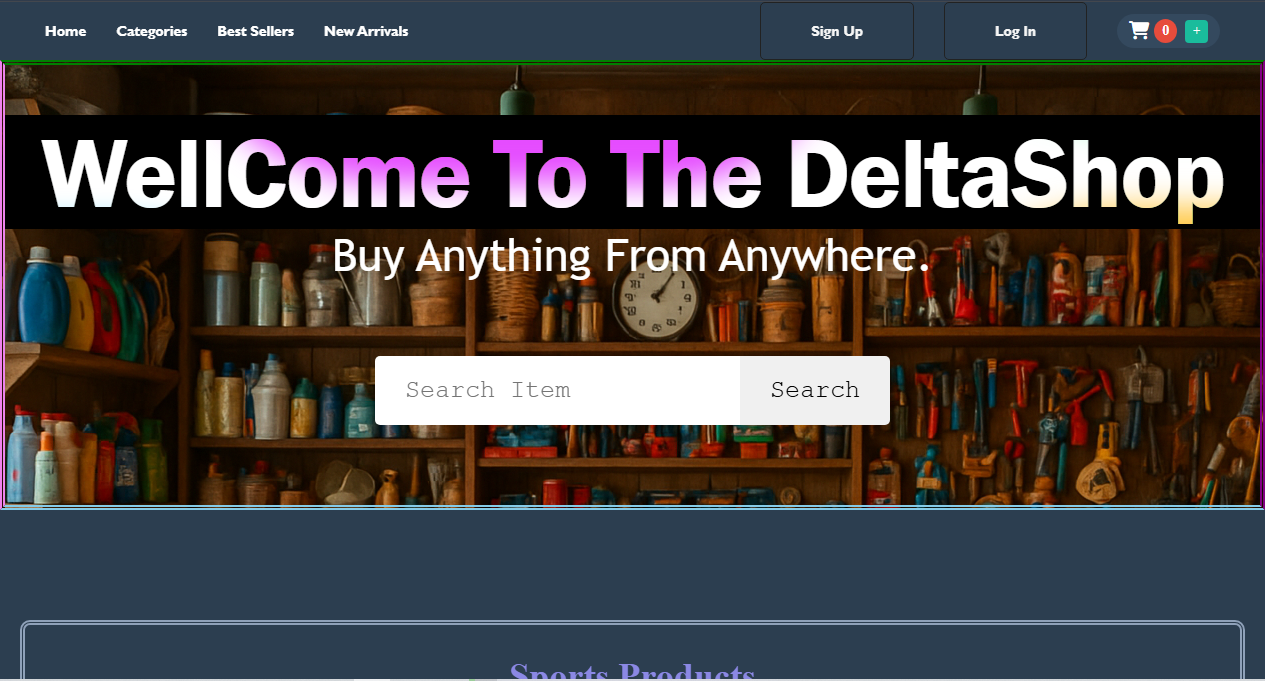 Home Categories Best Sellers New Arrivals Sign Up Log In 0 +
WellCome To The DeltaShop
Buy Anything From Anywhere.
Search Item Search
Sports Products